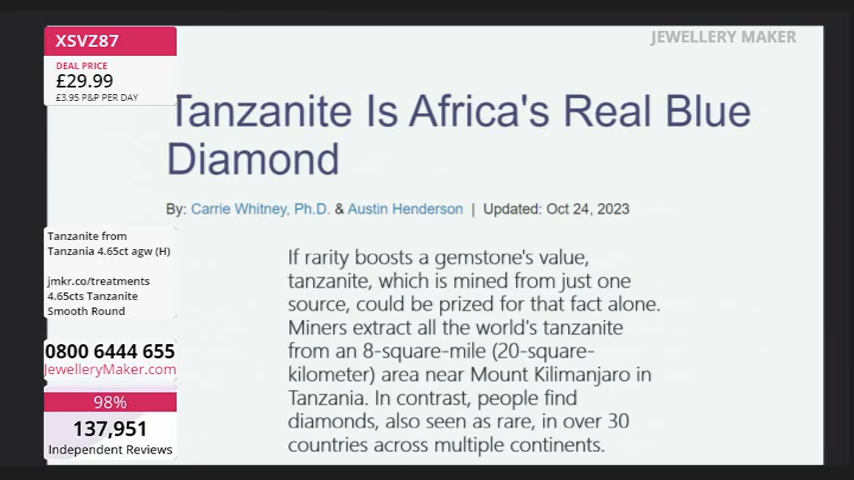 XSVZ87
DEAL PRICE
£29.99
£3.95 P&P PER DAY
JEWELLERY MAKER
Tanzanite Is Africa's Real Blue
Diamond
By: Carrie Whitney, Ph.D. & Austin Henderson | Updated: Oct 24, 2023
If rarity boosts a gemstone's value,
tanzanite, which is mined from just one
source, could be prized for that fact alone.
Miners extract all the world's tanzanite
from an 8-square-mile (20-square-
kilometer) area near Mount Kilimanjaro in
Tanzania. In contrast, people find
diamonds, also seen as rare, in over 30
countries across multiple continents.
Tanzanite from
Tanzania 4.65ct agw (H)
jmkr.co/treatments
4.65cts Tanzanite
Smooth Round
0800 6444 655
JewelleryMaker.com
98%
137,951
Independent Reviews